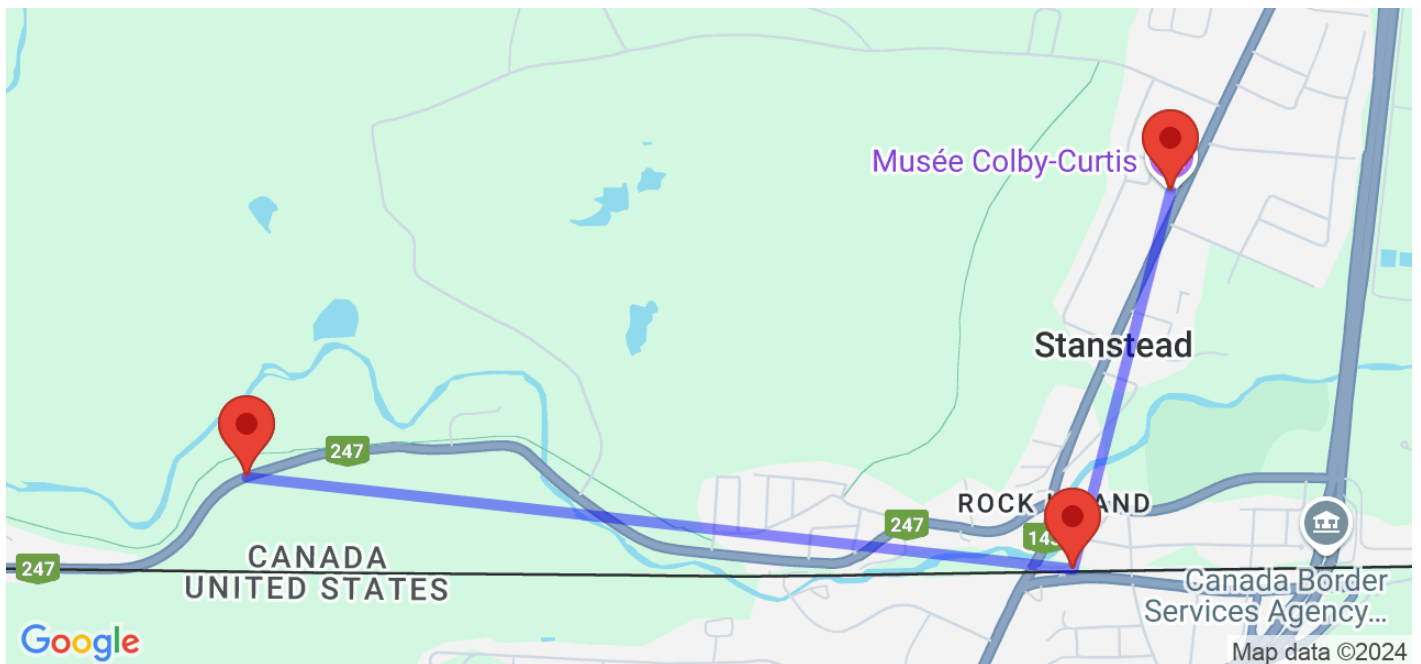 Musée Colby-Curtis
Stanstead
247
ROCK
247
CANADA
247
UNITED STATES
Canada Border
Services Agency...
Google
Map data ©2024